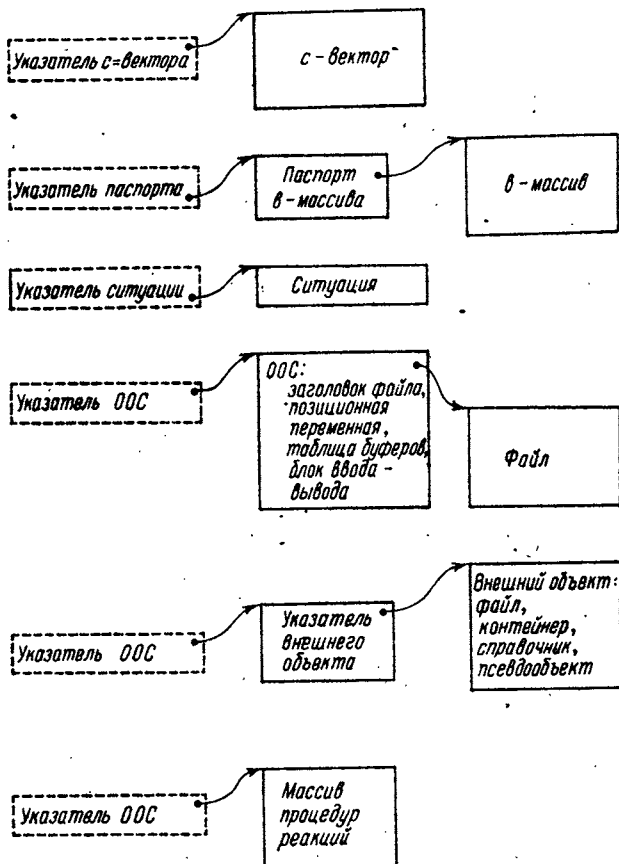 Указатель с=вектора
с-вектор
Указатель паспорта
Паспорт
в-массива
в-массив
Указатель ситуации
Ситуация
Указатель ООС
ООС:
заголовок файла,
позиционная
переменная,
таблица буферов,
блок ввода -
вывода
Файл
Указатель ООС
Указатель
внешнего
объекта
Внешний объект:
файл,
контейнер,
справочник,
псевдообъект
Указатель ООС
Массив
процедур
реакций